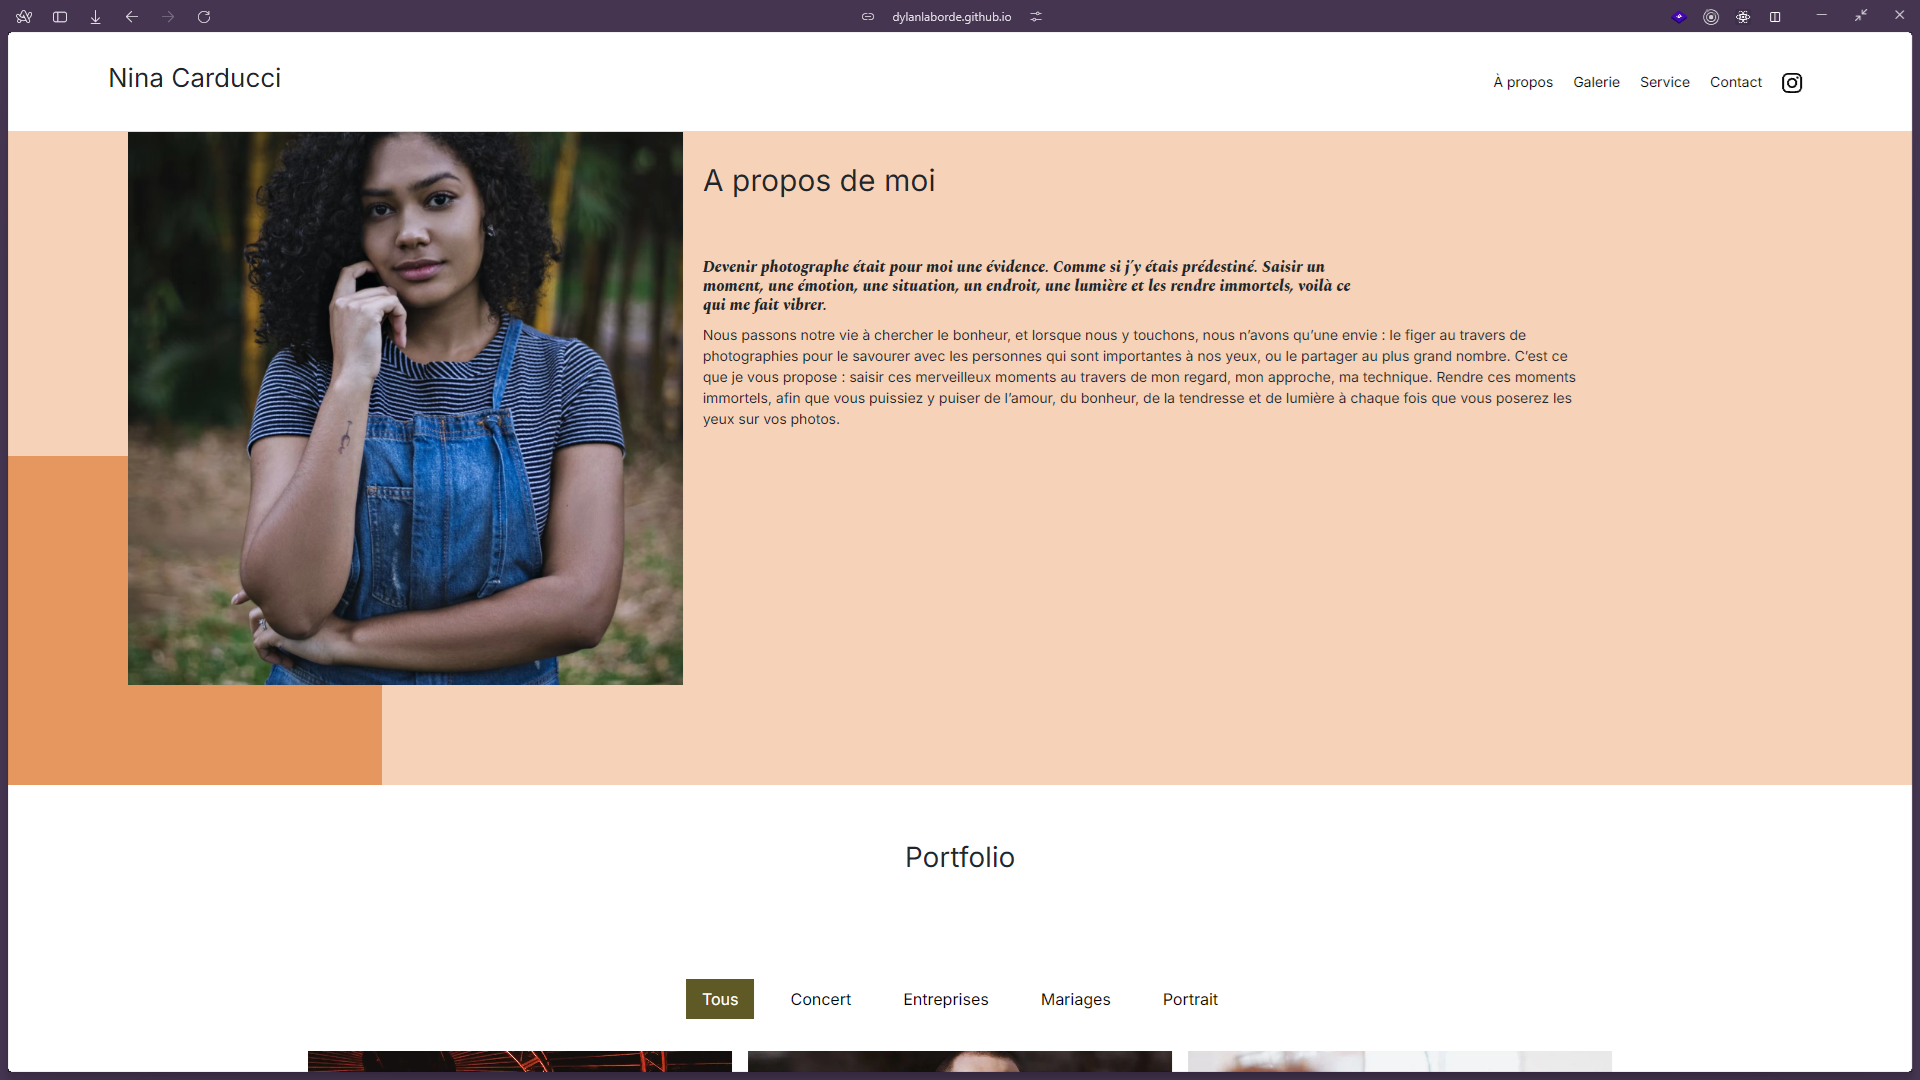 dylanlaborde.github.io
Nina Carducci
À propos
Galerie
Service
Contact
A propos de moi
Devenir photographe était pour moi une évidence. Comme si j'y étais prédestiné. Saisir un
moment, une émotion, une situation, un endroit, une lumière et les rendre immortels, voilà ce
qui me fait vibrer.
Nous passons notre vie à chercher le bonheur, et lorsque nous y touchons, nous n’avons qu’une envie : le figer au travers de
photographies pour le savourer avec les personnes qui sont importantes à nos yeux, ou le partager au plus grand nombre. C’est ce
que je vous propose : saisir ces merveilleux moments au travers de mon regard, mon approche, ma technique. Rendre ces moments
immortels, afin que vous puissiez y puiser de l’amour, du bonheur, de la tendresse et de lumière à chaque fois que vous poserez les
yeux sur vos photos.
Portfolio
Tous
Concert
Entreprises
Mariages
Portrait